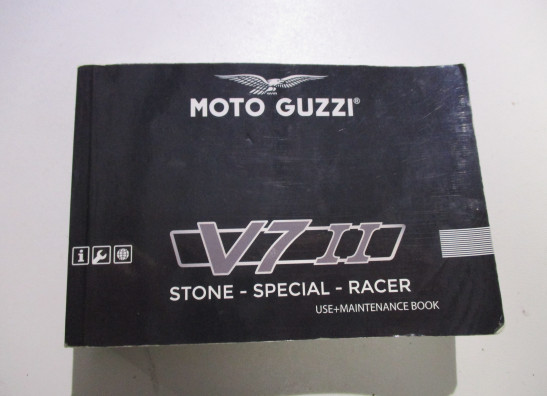 MOTO GUZZI®
V7 II
STONE - SPECIAL - RACER
USE+MAINTENANCE BOOK